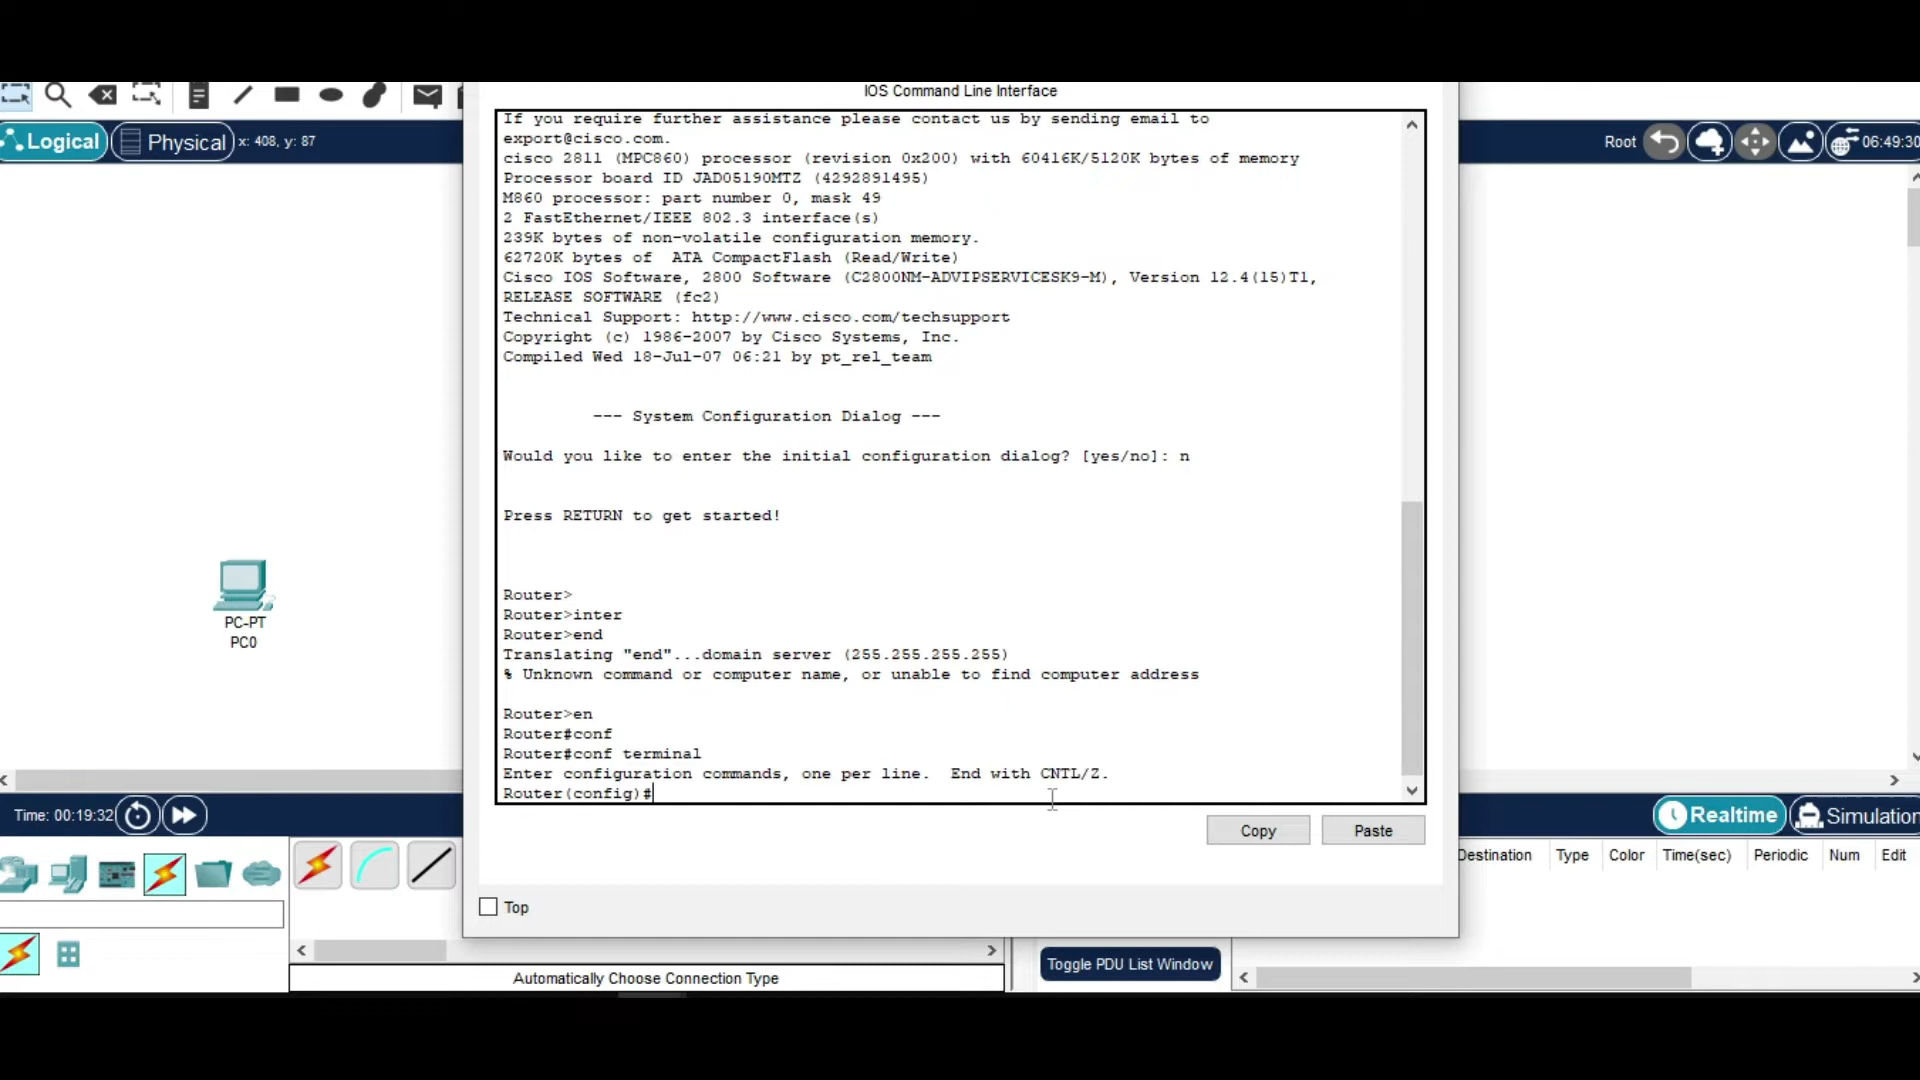 IOS Command Line Interface
If you require further assistance please contact us by sending email to
export@cisco.com.
cisco 2811 (MPC860) processor (revision 0x200) with 60416K/5120K bytes of memory
Processor board ID JAD05190MTZ (4292891495)
M860 processor: part number 0, mask 49
2 FastEthernet/IEEE 802.3 interface(s)
239K bytes of non-volatile configuration memory.
62720K bytes of  ATA CompactFlash (Read/Write)
Cisco IOS Software, 2800 Software (C2800NM-ADVIPSERVICESK9-M), Version 12.4(15)T1,
RELEASE SOFTWARE (fc2)
Technical Support: http://www.cisco.com/techsupport
Copyright (c) 1986-2007 by Cisco Systems, Inc.
Compiled Wed 18-Jul-07 06:21 by pt_rel_team
--- System Configuration Dialog ---
Would you like to enter the initial configuration dialog? [yes/no]: n
Press RETURN to get started!
Router>
Router>inter
Router>end
Translating "end"...domain server (255.255.255.255)
% Unknown command or computer name, or unable to find computer address
Router>en
Router#conf
Router#conf terminal
Enter configuration commands, one per line.  End with CNTL/Z.
Router(config)#
Copy Paste
Top
Logical Physical x: 408, y: 87
Root 06:49:30
PC-PT
PC0
Time: 00:19:32
Realtime Simulation
Destination Type Color Time(sec) Periodic Num Edit
Toggle PDU List Window
Automatically Choose Connection Type